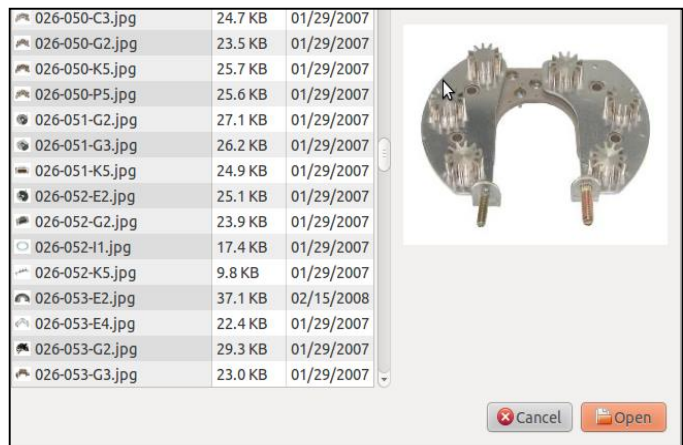 026-050-C3.jpg 24.7 KB 01/29/2007
026-050-G2.jpg 23.5 KB 01/29/2007
026-050-K5.jpg 25.7 KB 01/29/2007
026-050-P5.jpg 25.6 KB 01/29/2007
026-051-G2.jpg 27.1 KB 01/29/2007
026-051-G3.jpg 26.2 KB 01/29/2007
026-051-K5.jpg 24.9 KB 01/29/2007
026-052-E2.jpg 25.1 KB 01/29/2007
026-052-G2.jpg 23.9 KB 01/29/2007
026-052-I1.jpg 17.4 KB 01/29/2007
026-052-K5.jpg 9.8 KB 01/29/2007
026-053-E2.jpg 37.1 KB 02/15/2008
026-053-E4.jpg 22.4 KB 01/29/2007
026-053-G2.jpg 29.3 KB 01/29/2007
026-053-G3.jpg 23.0 KB 01/29/2007
Cancel Open